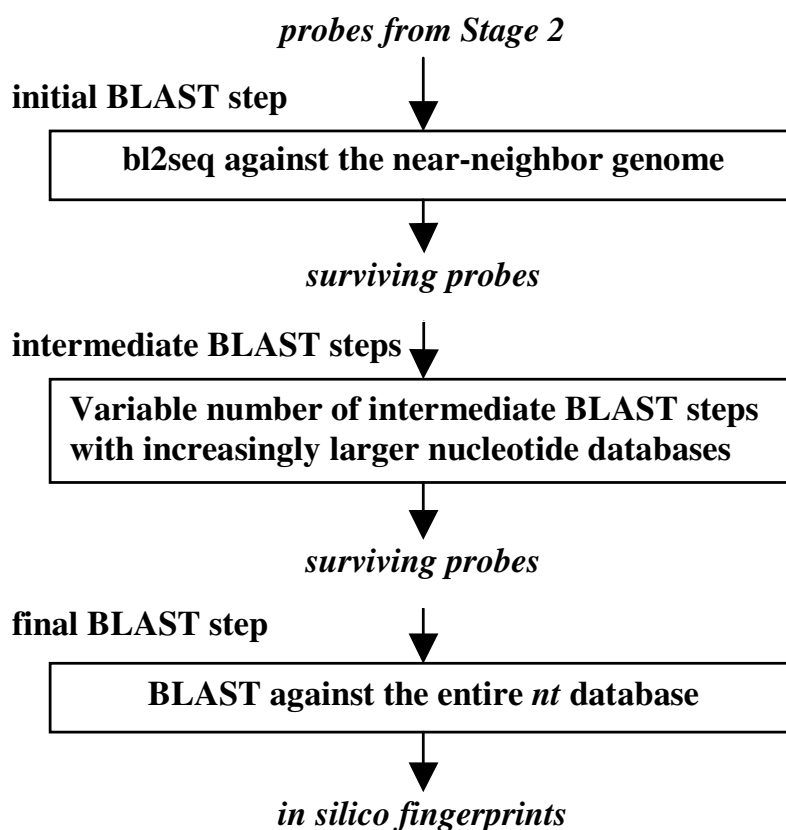 probes from Stage 2
initial BLAST step
bl2seq against the near-neighbor genome
surviving probes
intermediate BLAST steps
Variable number of intermediate BLAST steps
with increasingly larger nucleotide databases
surviving probes
final BLAST step
BLAST against the entire nt database
in silico fingerprints